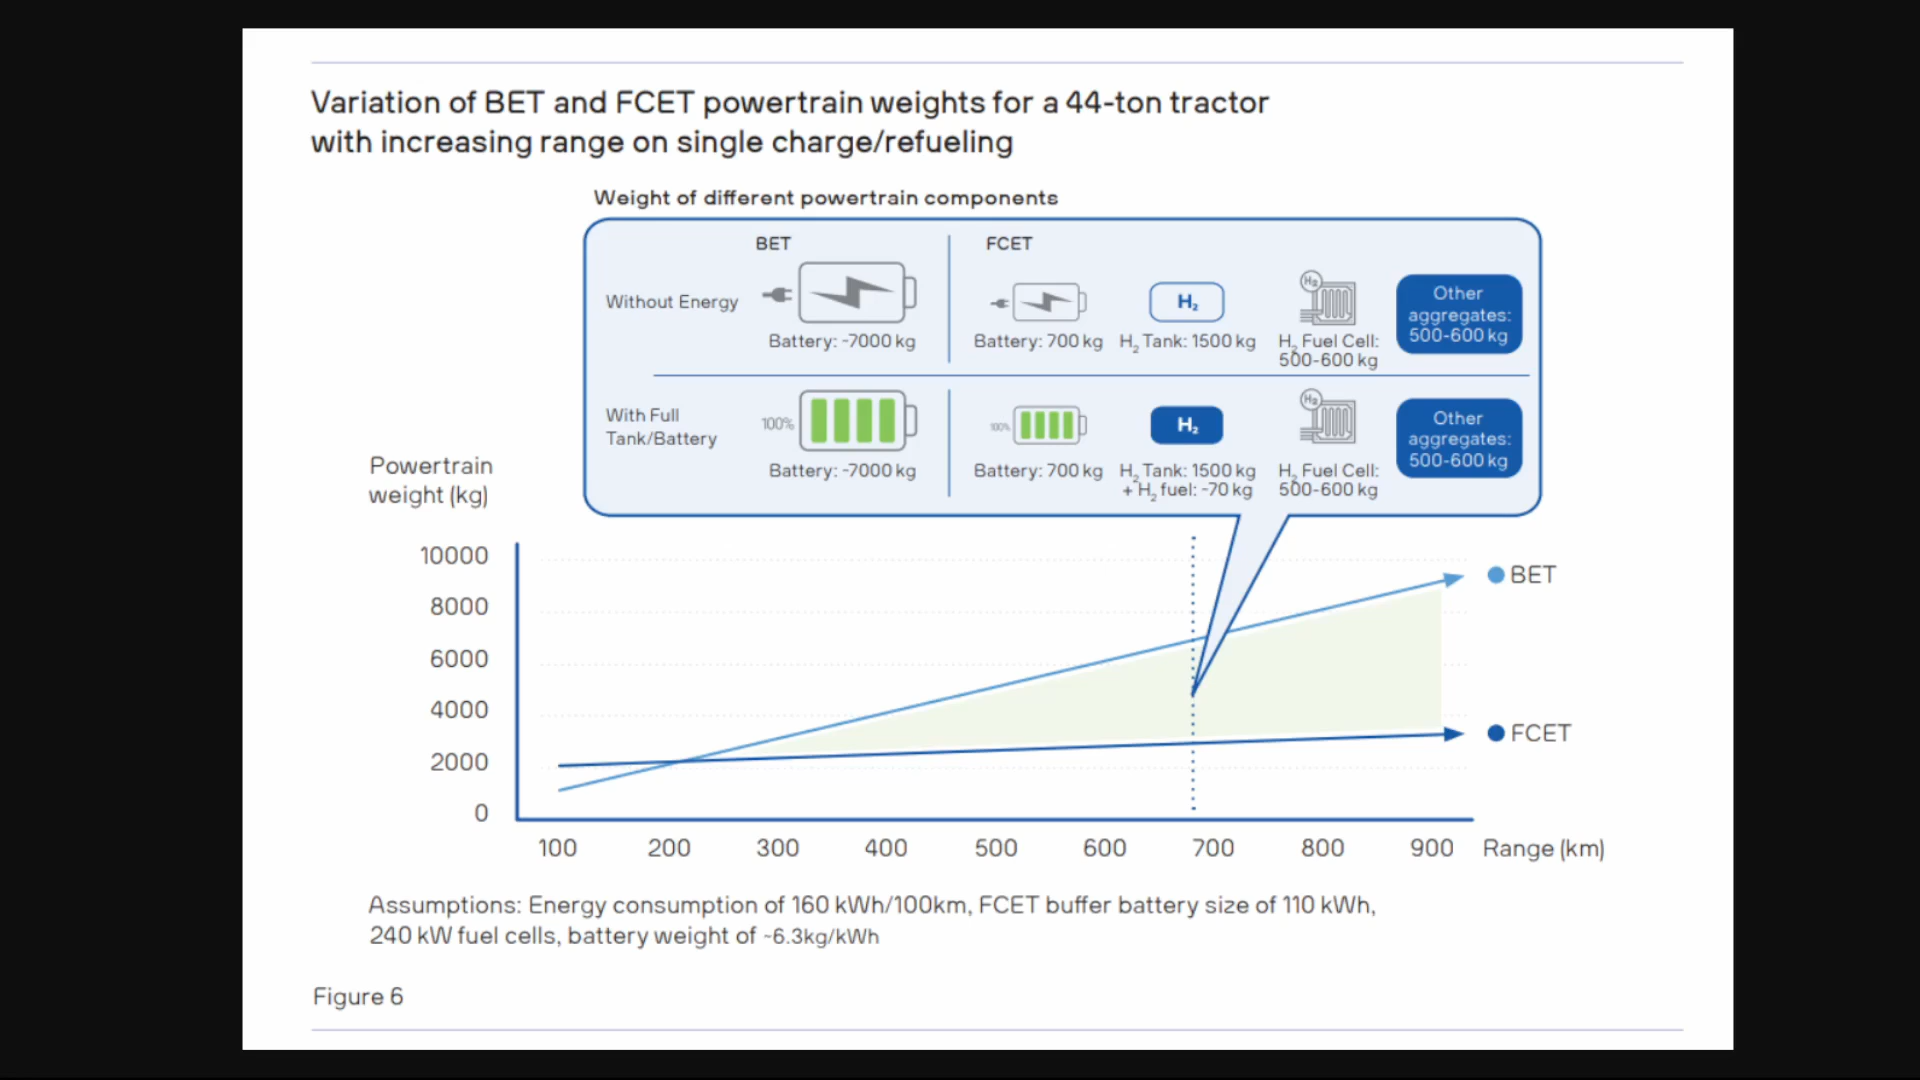 Variation of BET and FCET powertrain weights for a 44-ton tractor
with increasing range on single charge/refueling
Weight of different powertrain components
BET
FCET
Without Energy
Battery: ~7000 kg
Battery: 700 kg
H₂
H₂ Tank: 1500 kg
H₂
H₂ Fuel Cell:
500-600 kg
Other
aggregates:
500-600 kg
With Full
Tank/Battery
100%
Battery: ~7000 kg
100%
Battery: 700 kg
H₂
H₂ Tank: 1500 kg
+ H₂ fuel: ~70 kg
H₂
H₂ Fuel Cell:
500-600 kg
Other
aggregates:
500-600 kg
Powertrain
weight (kg)
10000
8000
6000
4000
2000
0
BET
FCET
100 200 300 400 500 600 700 800 900 Range (km)
Assumptions: Energy consumption of 160 kWh/100km, FCET buffer battery size of 110 kWh,
240 kW fuel cells, battery weight of ~6.3kg/kWh
Figure 6